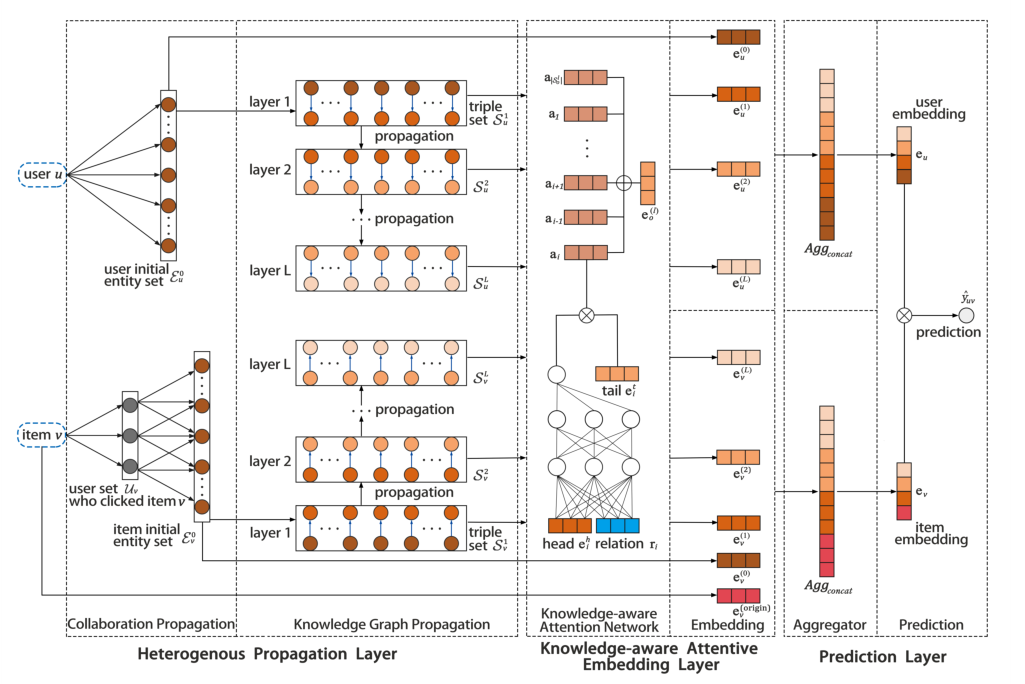 user u
user initial
entity set ℰ_u^0
layer 1
triple
set 𝒮_u^1
propagation
layer 2
𝒮_u^2
··· propagation
layer L
𝒮_u^L
item v
user set 𝒰_v
who clicked item v
item initial
entity set ℰ_v^0
layer L
𝒮_v^L
··· propagation
layer 2
𝒮_v^2
propagation
layer 1
triple
set 𝒮_v^1
a_|𝒮_u^l|
a_1
a_{i+1}
e_o^{(l)}
a_{i-1}
a_i
tail e_i^t
head e_i^h relation r_i
e_u^{(0)}
e_u^{(1)}
e_u^{(2)}
e_u^{(L)}
e_v^{(L)}
e_v^{(2)}
e_v^{(1)}
e_v^{(0)}
e_v^{(origin)}
Agg_concat
Agg_concat
user
embedding
e_u
ŷ_uv
prediction
e_v
item
embedding
Collaboration Propagation
Knowledge Graph Propagation
Knowledge-aware
Attention Network
Embedding
Aggregator
Prediction
Heterogenous Propagation Layer
Knowledge-aware Attentive
Embedding Layer
Prediction Layer